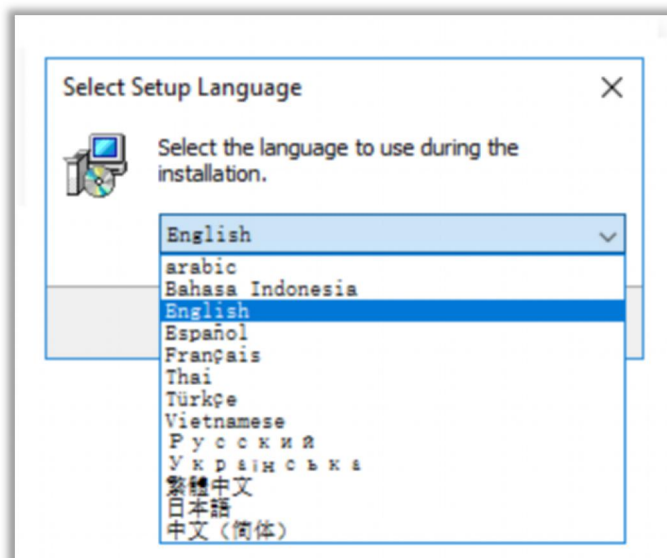 Select Setup Language
Select the language to use during the
installation.
English
arabic
Bahasa Indonesia
English
Español
Français
Thai
Türkçe
Vietnamese
Русский
Українська
繁體中文
日本語
中文（简体）